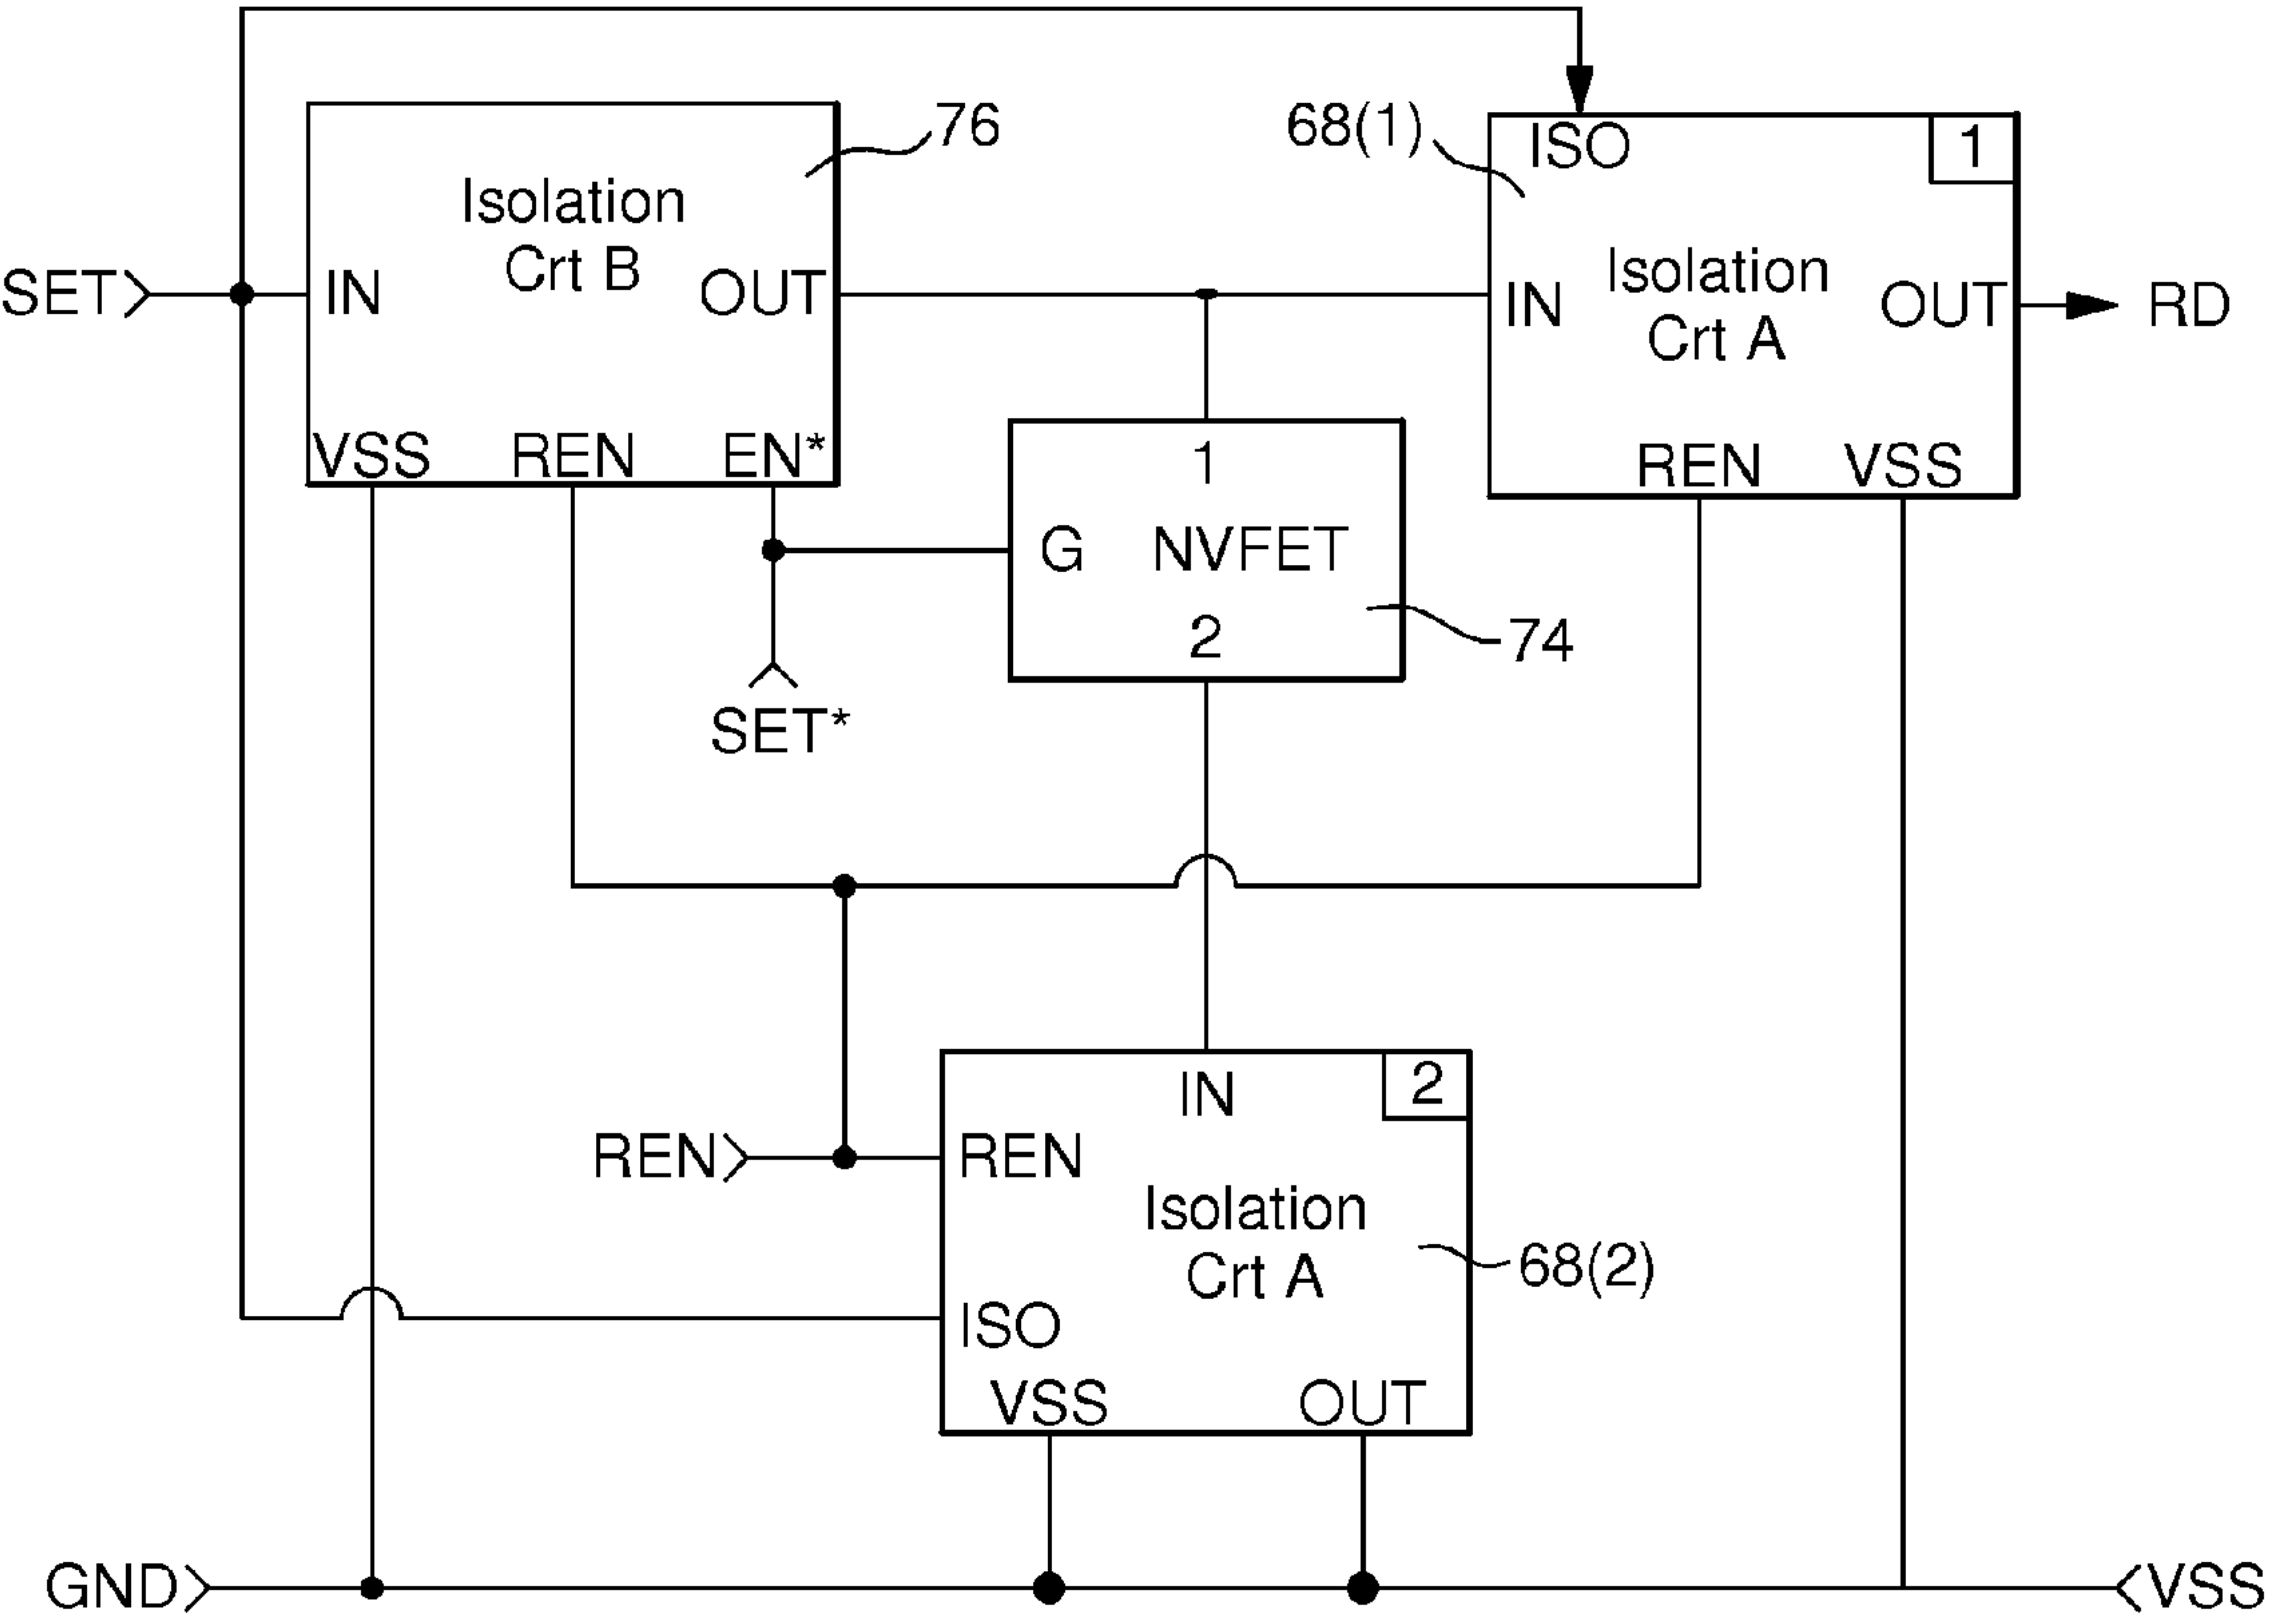 76
68(1)
ISO
1
Isolation
Crt B
SET
IN
OUT
VSS
REN
EN*
IN
Isolation
Crt A
OUT
RD
REN
VSS
1
G
NVFET
2
74
SET*
IN
2
REN
REN
Isolation
Crt A
68(2)
ISO
VSS
OUT
GND
VSS